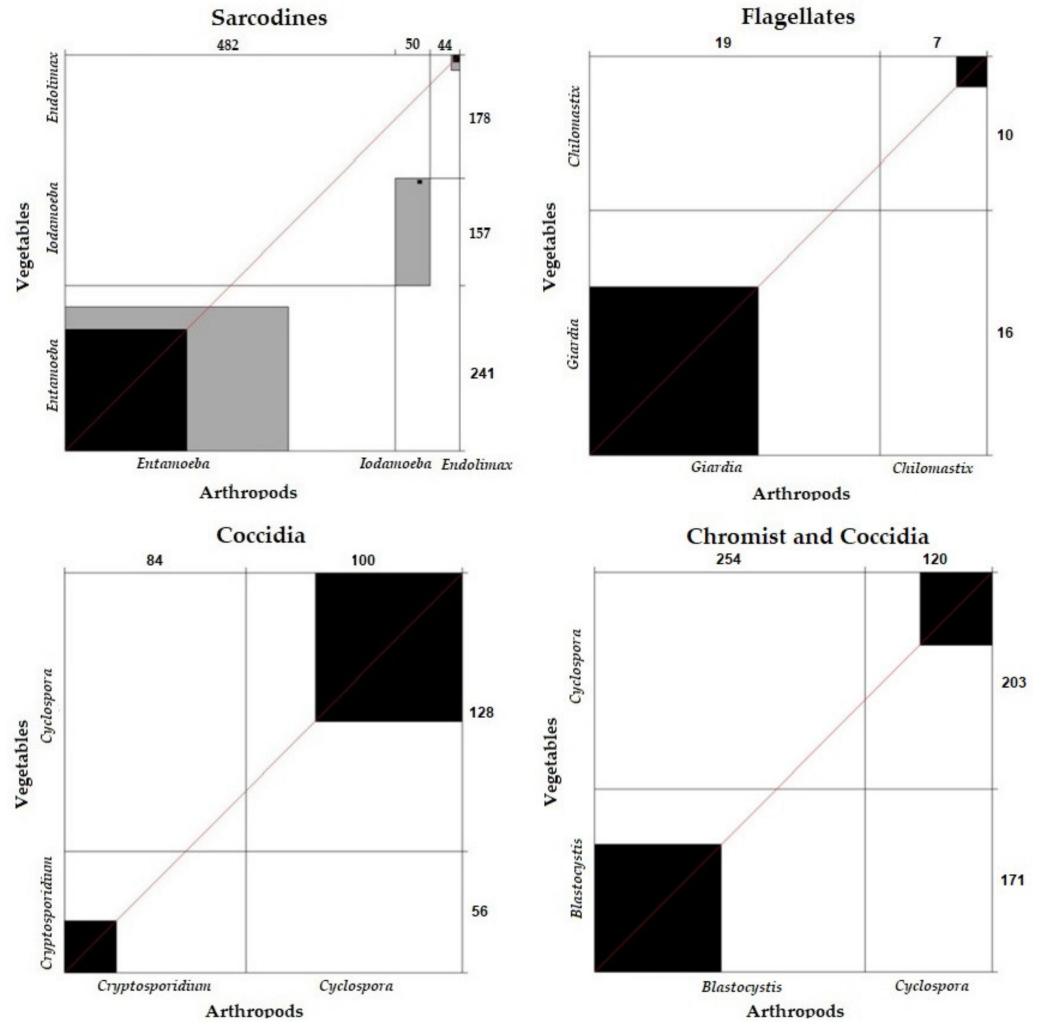 Sarcodines
482 50 44
Endolimax
178
Iodamoeba
157
Vegetables
Entamoeba
241
Entamoeba Iodamoeba Endolimax
Arthropods
Flagellates
19 7
Chilomastix
10
Vegetables
Giardia
16
Giardia Chilomastix
Arthropods
Coccidia
84 100
Cyclospora
128
Vegetables
Cryptosporidium
56
Cryptosporidium Cyclospora
Arthropods
Chromist and Coccidia
254 120
Cyclospora
203
Vegetables
Blastocystis
171
Blastocystis Cyclospora
Arthropods